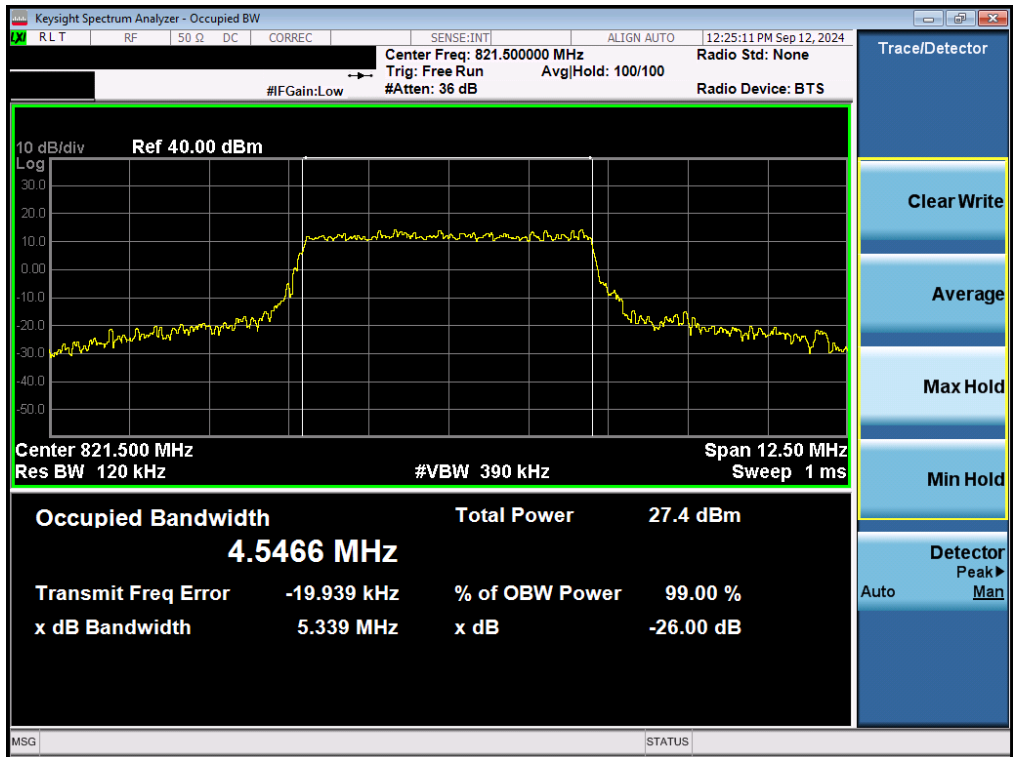 Keysight Spectrum Analyzer - Occupied BW
LXI RLT RF 50 Ω DC CORREC SENSE:INT ALIGN AUTO 12:25:11 PM Sep 12, 2024
Center Freq: 821.500000 MHz Radio Std: None
Trig: Free Run Avg|Hold: 100/100
#IFGain:Low #Atten: 36 dB Radio Device: BTS
10 dB/div Ref 40.00 dBm
Log
30.0
20.0
10.0
0.00
-10.0
-20.0
-30.0
-40.0
-50.0
Center 821.500 MHz Span 12.50 MHz
Res BW 120 kHz #VBW 390 kHz Sweep 1 ms
Occupied Bandwidth Total Power 27.4 dBm
4.5466 MHz
Transmit Freq Error -19.939 kHz % of OBW Power 99.00 %
x dB Bandwidth 5.339 MHz x dB -26.00 dB
MSG STATUS
Trace/Detector
Clear Write
Average
Max Hold
Min Hold
Detector
Peak▶
Auto Man